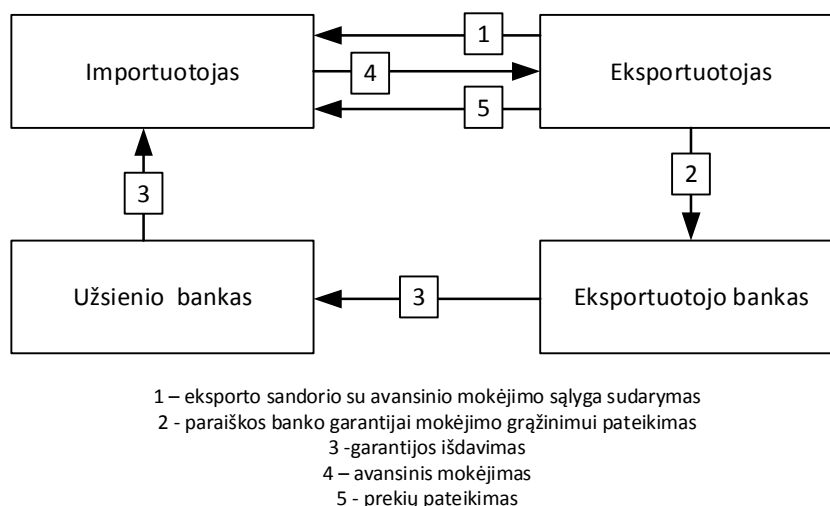 1
Importuotojas
4
Eksportuotojas
5
3
2
Užsienio bankas
3
Eksportuotojo bankas
1 – eksporto sandorio su avansinio mokėjimo sąlyga sudarymas
2 - paraiškos banko garantijai mokėjimo grąžinimui pateikimas
3 -garantijos išdavimas
4 – avansinis mokėjimas
5 - prekių pateikimas